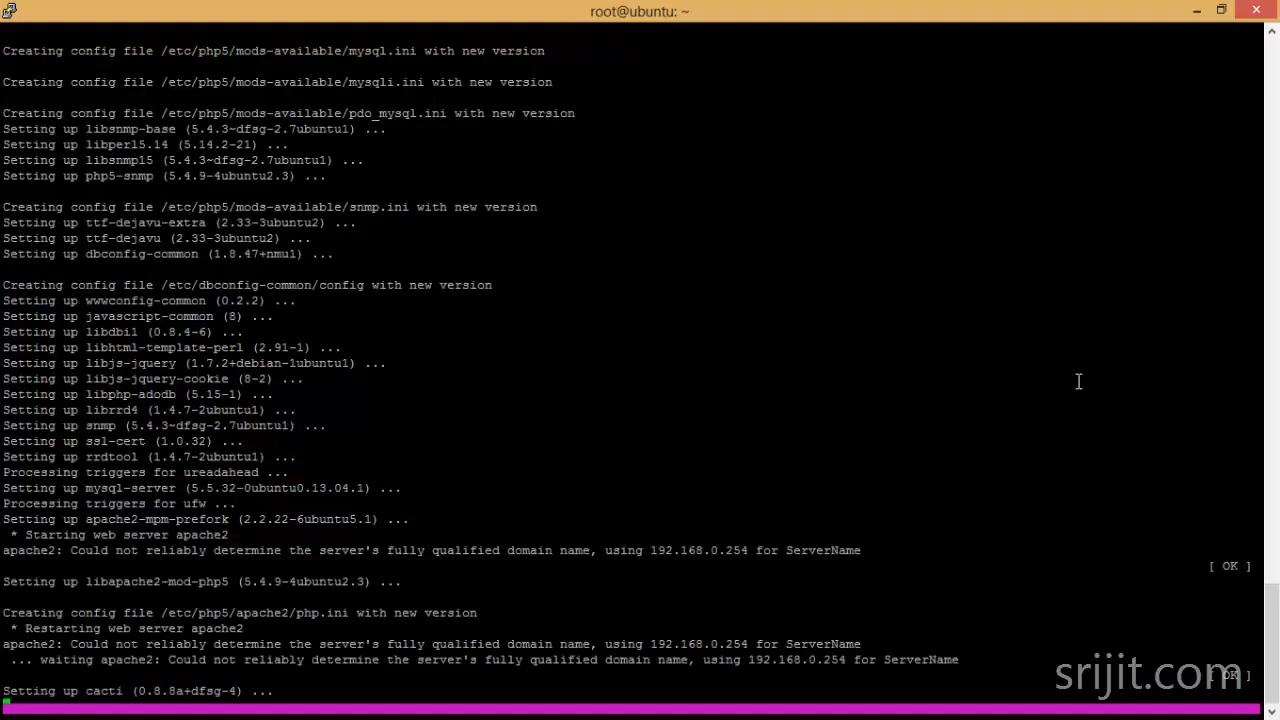 root@ubuntu: ~
Creating config file /etc/php5/mods-available/mysql.ini with new version
Creating config file /etc/php5/mods-available/mysqli.ini with new version
Creating config file /etc/php5/mods-available/pdo_mysql.ini with new version
Setting up libsnmp-base (5.4.3~dfsg-2.7ubuntu1) ...
Setting up libperl5.14 (5.14.2-21) ...
Setting up libsnmp15 (5.4.3~dfsg-2.7ubuntu1) ...
Setting up php5-snmp (5.4.9-4ubuntu2.3) ...
Creating config file /etc/php5/mods-available/snmp.ini with new version
Setting up ttf-dejavu-extra (2.33-3ubuntu2) ...
Setting up ttf-dejavu (2.33-3ubuntu2) ...
Setting up dbconfig-common (1.8.47+nmu1) ...
Creating config file /etc/dbconfig-common/config with new version
Setting up wwwconfig-common (0.2.2) ...
Setting up javascript-common (8) ...
Setting up libdbi1 (0.8.4-6) ...
Setting up libhtml-template-perl (2.91-1) ...
Setting up libjs-jquery (1.7.2+debian-1ubuntu1) ...
Setting up libjs-jquery-cookie (8-2) ...
Setting up libphp-adodb (5.15-1) ...
Setting up librrd4 (1.4.7-2ubuntu1) ...
Setting up snmp (5.4.3~dfsg-2.7ubuntu1) ...
Setting up ssl-cert (1.0.32) ...
Setting up rrdtool (1.4.7-2ubuntu1) ...
Processing triggers for ureadahead ...
Setting up mysql-server (5.5.32-0ubuntu0.13.04.1) ...
Processing triggers for ufw ...
Setting up apache2-mpm-prefork (2.2.22-6ubuntu5.1) ...
* Starting web server apache2
apache2: Could not reliably determine the server's fully qualified domain name, using 192.168.0.254 for ServerName
[ OK ]
Setting up libapache2-mod-php5 (5.4.9-4ubuntu2.3) ...
Creating config file /etc/php5/apache2/php.ini with new version
* Restarting web server apache2
apache2: Could not reliably determine the server's fully qualified domain name, using 192.168.0.254 for ServerName
... waiting apache2: Could not reliably determine the server's fully qualified domain name, using 192.168.0.254 for ServerName
[ OK ]
Setting up cacti (0.8.8a+dfsg-4) ...
srijit.com